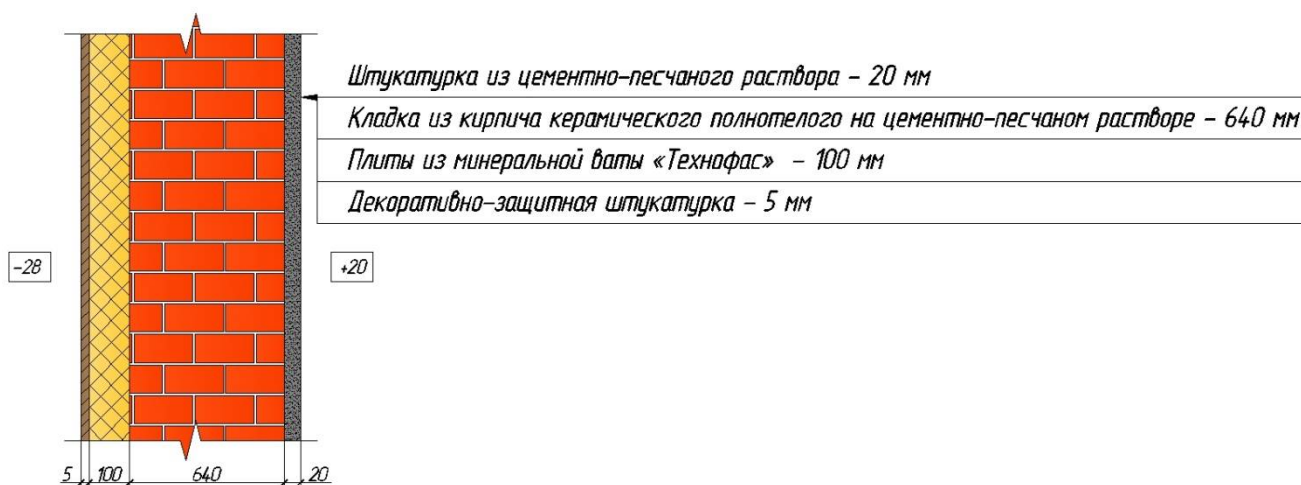 Штукатурка из цементно-песчаного раствора – 20 мм
Кладка из кирпича керамического полнотелого на цементно-песчаном растворе – 640 мм
Плиты из минеральной ваты «Технофас» – 100 мм
Декоративно-защитная штукатурка – 5 мм
-28
+20
5 100 640 20